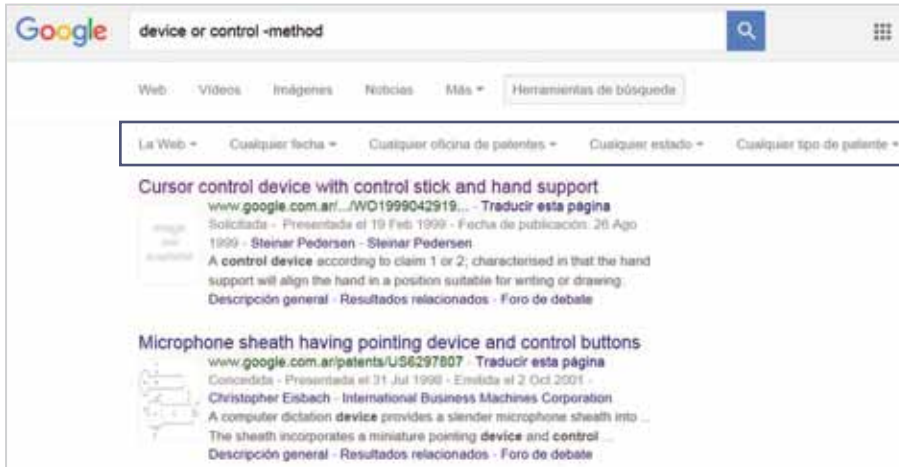 Google device or control -method
Web Vídeos Imágenes Noticias Más Herramientas de búsqueda
La Web Cualquier fecha Cualquier oficina de patentes Cualquier estado Cualquier tipo de patente
Cursor control device with control stick and hand support
www.google.com.ar/.../WO1999042919... - Traducir esta página
Solicitada - Presentada el 19 Feb 1999 - Fecha de publicación: 26 Ago
1999 - Steinar Pedersen - Steinar Pedersen
A control device according to claim 1 or 2; characterised in that the hand
support will align the hand in a position suitable for writing or drawing.
Descripción general - Resultados relacionados - Foro de debate
image
not
available
Microphone sheath having pointing device and control buttons
www.google.com.ar/patents/US6297807 - Traducir esta página
Concedida - Presentada el 31 Jul 1998 - Emitida el 2 Oct 2001 -
Christopher Eisbach - International Business Machines Corporation
A computer dictation device provides a slender microphone sheath into ...
The sheath incorporates a miniature pointing device and control ...
Descripción general - Resultados relacionados - Foro de debate